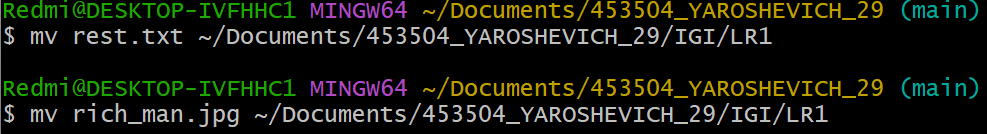 Redmi@DESKTOP-IVFHHC1 MINGW64 ~/Documents/453504_YAROSHEVICH_29 (main)
$ mv rest.txt ~/Documents/453504_YAROSHEVICH_29/IGI/LR1
Redmi@DESKTOP-IVFHHC1 MINGW64 ~/Documents/453504_YAROSHEVICH_29 (main)
$ mv rich_man.jpg ~/Documents/453504_YAROSHEVICH_29/IGI/LR1